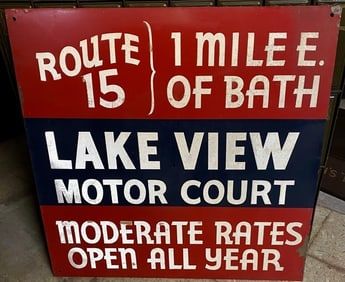 ROUTE 15 } 1 MILE E. OF BATH
LAKE VIEW
MOTOR COURT
MODERATE RATES
OPEN ALL YEAR